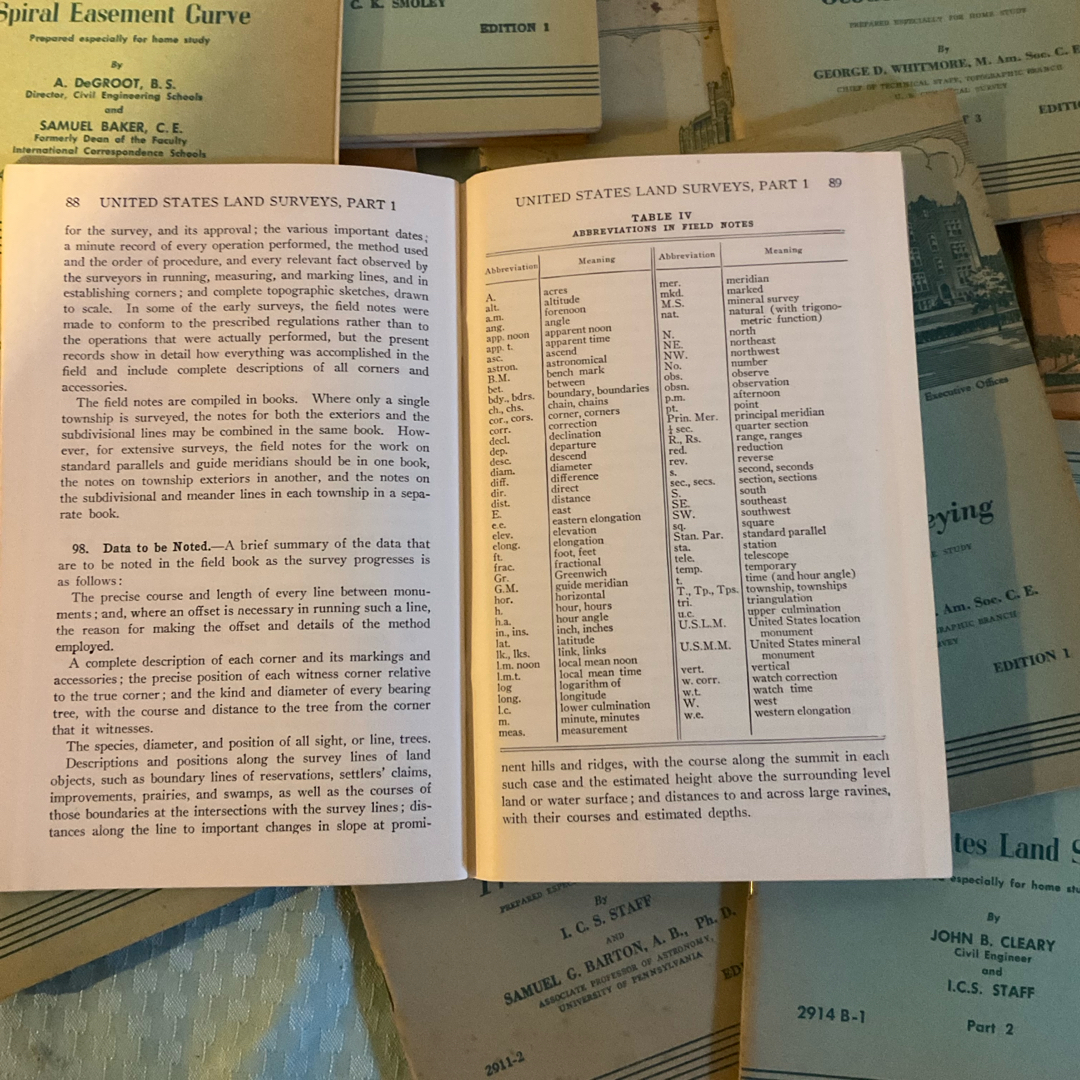 Spiral Easement Curve
Prepared especially for home study
By
A. DeGROOT, B.S.
Director, Civil Engineering Schools
and
SAMUEL BAKER, C.E.
Formerly Dean of the Faculty
International Correspondence Schools
C. K. SMOLEY
EDITION 1
PREPARED ESPECIALLY FOR HOME STUDY
By
GEORGE D. WHITMORE, M. Am. Soc. C. E.
CHIEF OF TECHNICAL STAFF, TOPOGRAPHIC BRANCH
88 UNITED STATES LAND SURVEYS, PART 1
for the survey, and its approval; the various important dates;
a minute record of every operation performed, the method used
and the order of procedure, and every relevant fact observed by
the surveyors in running, measuring, and marking lines, and in
establishing corners; and complete topographic sketches, drawn
to scale. In some of the early surveys, the field notes were
made to conform to the prescribed regulations rather than to
the operations that were actually performed, but the present
records show in detail how everything was accomplished in the
field and include complete descriptions of all corners and
accessories.
The field notes are compiled in books. Where only a single
township is surveyed, the notes for both the exteriors and the
subdivisional lines may be combined in the same book. How-
ever, for extensive surveys, the field notes for the work on
standard parallels and guide meridians should be in one book,
the notes on township exteriors in another, and the notes on
the subdivisional and meander lines in each township in a sepa-
rate book.
98. Data to be Noted.—A brief summary of the data that
are to be noted in the field book as the survey progresses is
as follows:
The precise course and length of every line between monu-
ments; and, where an offset is necessary in running such a line,
the reason for making the offset and details of the method
employed.
A complete description of each corner and its markings and
accessories; the precise position of each witness corner relative
to the true corner; and the kind and diameter of every bearing
tree, with the course and distance to the tree from the corner
that it witnesses.
The species, diameter, and position of all sight, or line, trees.
Descriptions and positions along the survey lines of land
objects, such as boundary lines of reservations, settlers' claims,
improvements, prairies, and swamps, as well as the courses of
those boundaries at the intersections with the survey lines; dis-
tances along the line to important changes in slope at promi-
UNITED STATES LAND SURVEYS, PART 1 89
TABLE IV
ABBREVIATIONS IN FIELD NOTES
Abbreviation Meaning Abbreviation Meaning
A. acres
alt. altitude
a.m. forenoon
ang. angle
app. noon apparent noon
app. t. apparent time
asc. ascend
astron. astronomical
B.M. bench mark
bet. between
bdy., bdrs. boundary, boundaries
ch., chs. chain, chains
cor., cors. corner, corners
corr. correction
decl. declination
dep. departure
desc. descend
diam. diameter
diff. difference
dir. direct
dist. distance
E. east
e.e. eastern elongation
elev. elevation
elong. elongation
ft. foot, feet
frac. fractional
Gr. Greenwich
G.M. guide meridian
hor. horizontal
h. hour, hours
h.a. hour angle
in., ins. inch, inches
lat. latitude
lk., lks. link, links
l.m. noon local mean noon
l.m.t. local mean time
log logarithm of
long. longitude
l.c. lower culmination
m. minute, minutes
meas. measurement
mer. meridian
mkd. marked
M.S. mineral survey
nat. natural (with trigono-
metric function)
N. north
NE. northeast
NW. northwest
No. number
obs. observe
obsn. observation
p.m. afternoon
pt. point
Prin. Mer. principal meridian
¼ sec. quarter section
R., Rs. range, ranges
red. reduction
rev. reverse
s. second, seconds
sec., secs. section, sections
S. south
SE. southeast
SW. southwest
sq. square
Stan. Par. standard parallel
sta. station
tele. telescope
temp. temporary
t. time (and hour angle)
T., Tp., Tps. township, townships
tri. triangulation
u.c. upper culmination
U.S.L.M. United States location
monument
U.S.M.M. United States mineral
monument
vert. vertical
w. corr. watch correction
w.t. watch time
W. west
w.e. western elongation
nent hills and ridges, with the course along the summit in each
such case and the estimated height above the surrounding level
land or water surface; and distances to and across large ravines,
with their courses and estimated depths.
Executive Offices
Am. Soc. C. E.
EDITION 1
By
I. C. S. STAFF
AND
SAMUEL G. BARTON, A. B., Ph. D.
ASSOCIATE PROFESSOR OF ASTRONOMY,
UNIVERSITY OF PENNSYLVANIA
2911-2
especially for home
By
JOHN B. CLEARY
Civil Engineer
and
I.C.S. STAFF
2914 B-1
Part 2